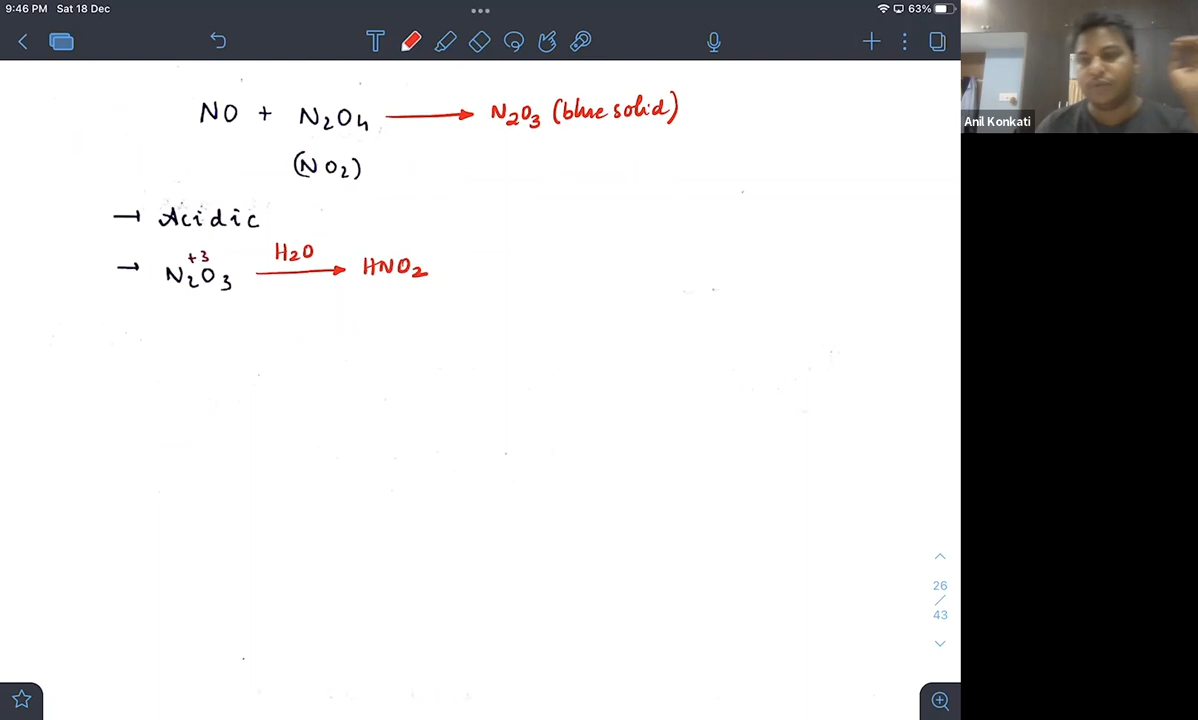 9:46 PM Sat 18 Dec
63%
T
Anil Konkati
NO + N2O4 → N2O3 (blue solid)
(NO2)
→ Acidic
→ N2O3 +3 H2O → HNO2
26
/
43